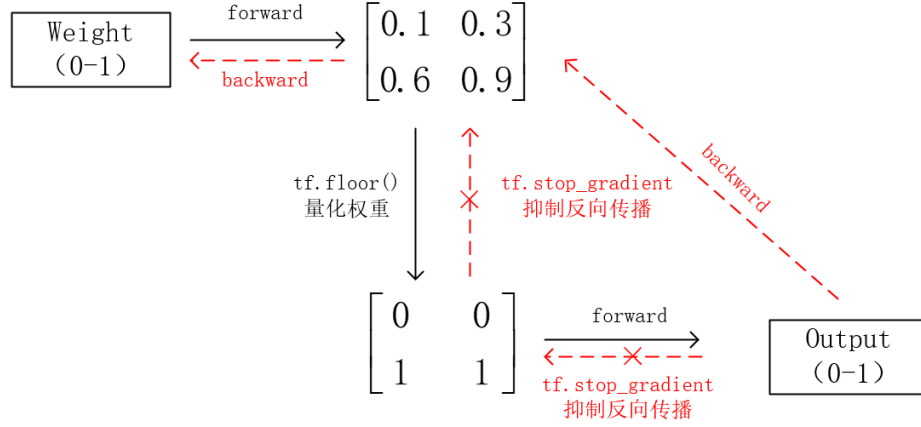 forward
Weight
(0-1)
0.1 0.3
0.6 0.9
backward
tf.floor()
量化权重
tf.stop_gradient
抑制反向传播
backward
0 0
1 1
forward
tf.stop_gradient
抑制反向传播
Output
(0-1)